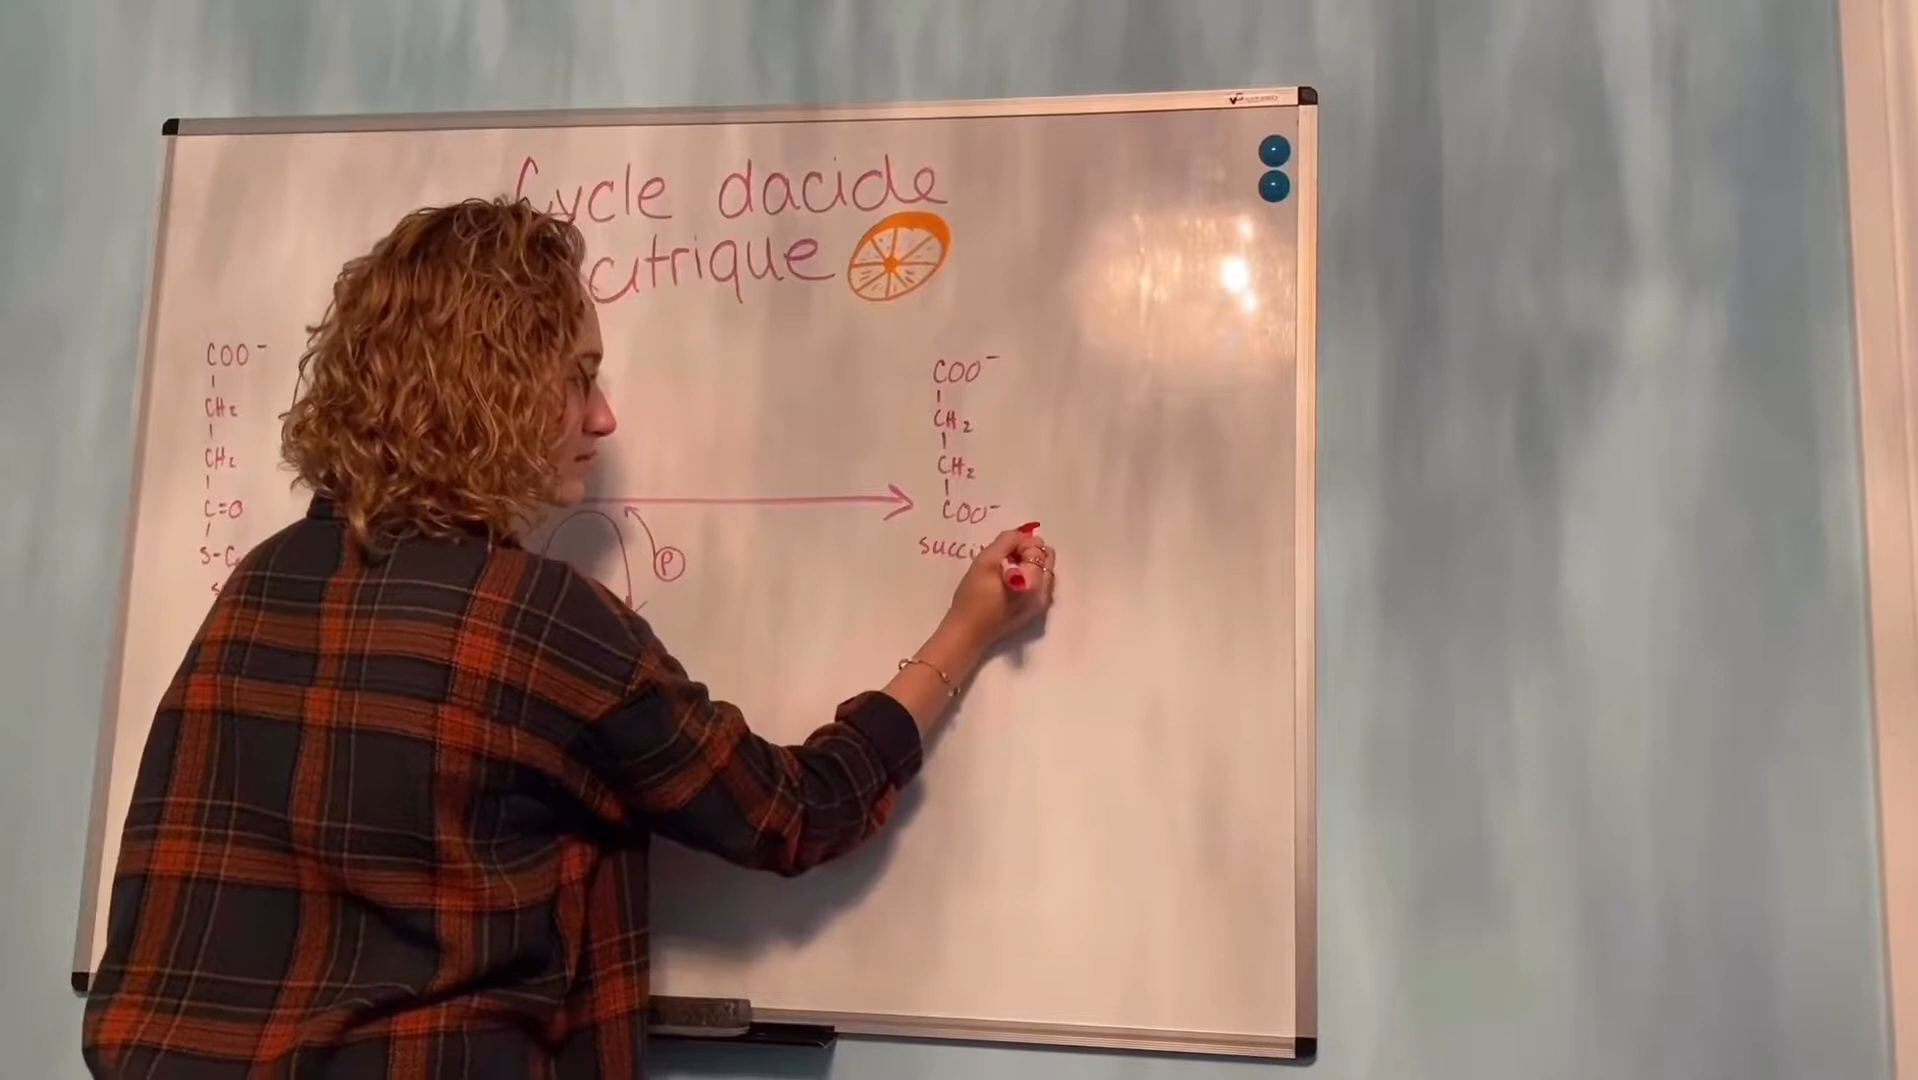 Cycle dacide
citrique
COO⁻
CH₂
CH₂
C=O
COO⁻
CH₂
CH₂
COO⁻
P